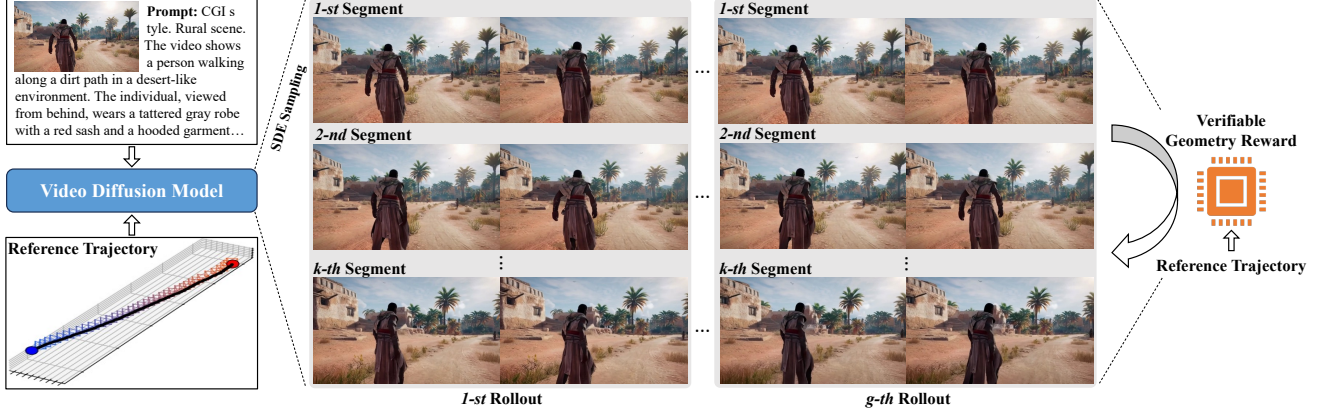 Prompt: CGI s
tyle. Rural scene.
The video shows
a person walking
along a dirt path in a desert-like
environment. The individual, viewed
from behind, wears a tattered gray robe
with a red sash and a hooded garment…
Video Diffusion Model
Reference Trajectory
SDE Sampling
1-st Segment
2-nd Segment
k-th Segment
1-st Rollout
...
...
...
1-st Segment
2-nd Segment
k-th Segment
g-th Rollout
Verifiable
Geometry Reward
Reference Trajectory